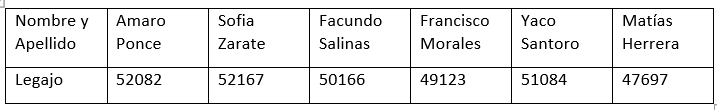 Nombre y Apellido	Amaro Ponce	Sofia Zarate	Facundo Salinas	Francisco Morales	Yaco Santoro	Matías Herrera
Legajo	52082	52167	50166	49123	51084	47697